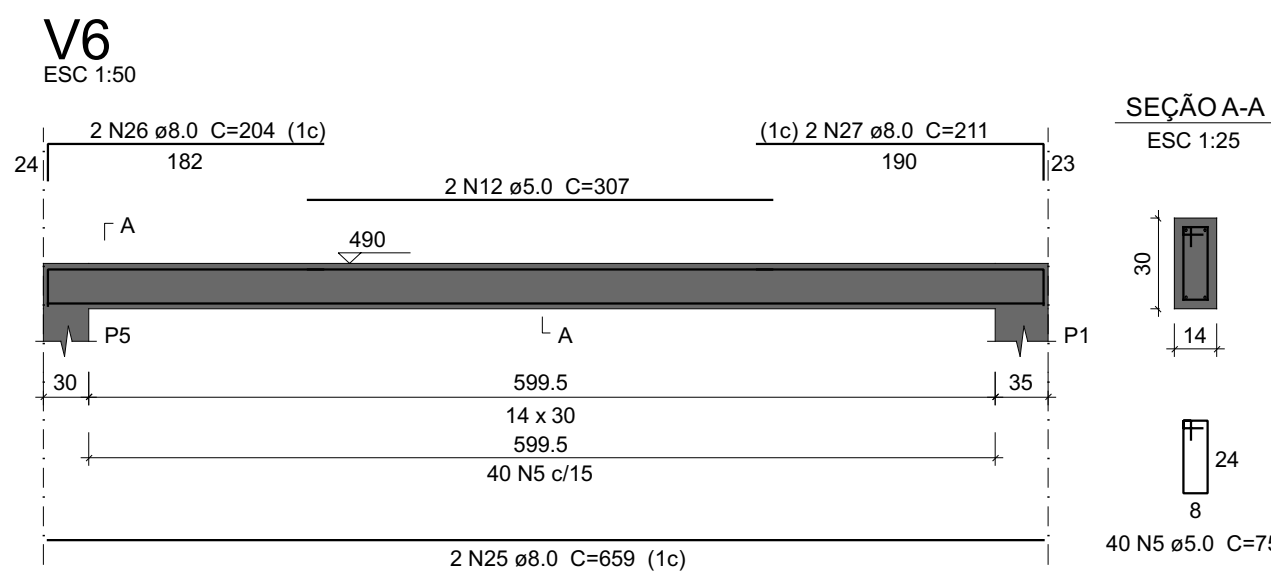 V6
ESC 1:50
SEÇÃO A-A
ESC 1:25
2 N26 ø8.0 C=204 (1c)
(1c) 2 N27 ø8.0 C=211
24
182
190
23
2 N12 ø5.0 C=307
A
490
30
A
P5
P1
14
30
599.5
35
14 x 30
599.5
40 N5 c/15
24
8
40 N5 ø5.0 C=75
2 N25 ø8.0 C=659 (1c)